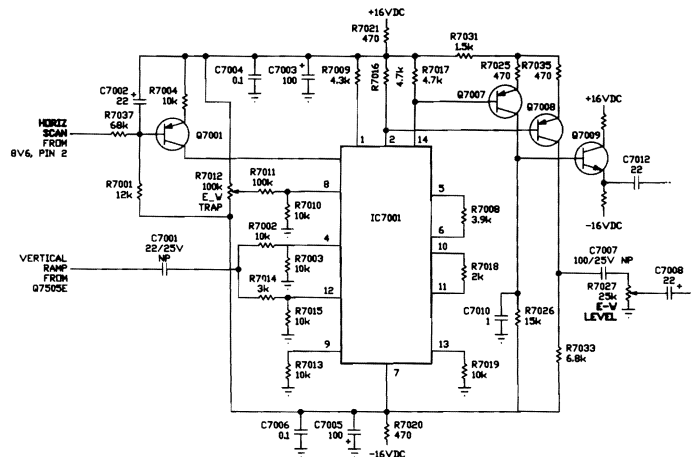 +16VDC
R7021
470
R7031
1.5k
C7002
22
+
R7004
10k
C7004
0.1
C7003
100
+
R7009
4.3k
R7016
4.7k
R7017
4.7k
R7025
470
R7035
470
Q7007
Q7008
+16VDC
HORIZ
SCAN
FROM
8V6, PIN 2
R7037
68k
Q7001
Q7009
1
2
14
C7012
22
R7001
12k
R7012
100k
E_W
TRAP
R7011
100k
8
R7010
10k
IC7001
5
R7008
3.9k
6
-16VDC
R7002
10k
4
R7003
10k
10
R7018
2k
11
VERTICAL
RAMP
FROM
Q7505E
C7001
22/25V
NP
R7014
3k
12
R7015
10k
C7007
100/25V NP
R7027
25k
E-W
LEVEL
C7008
22
+
C7010
1
R7026
15k
9
R7013
10k
13
R7019
10k
R7033
6.8k
7
C7006
0.1
C7005
100
+
R7020
470
-16VDC